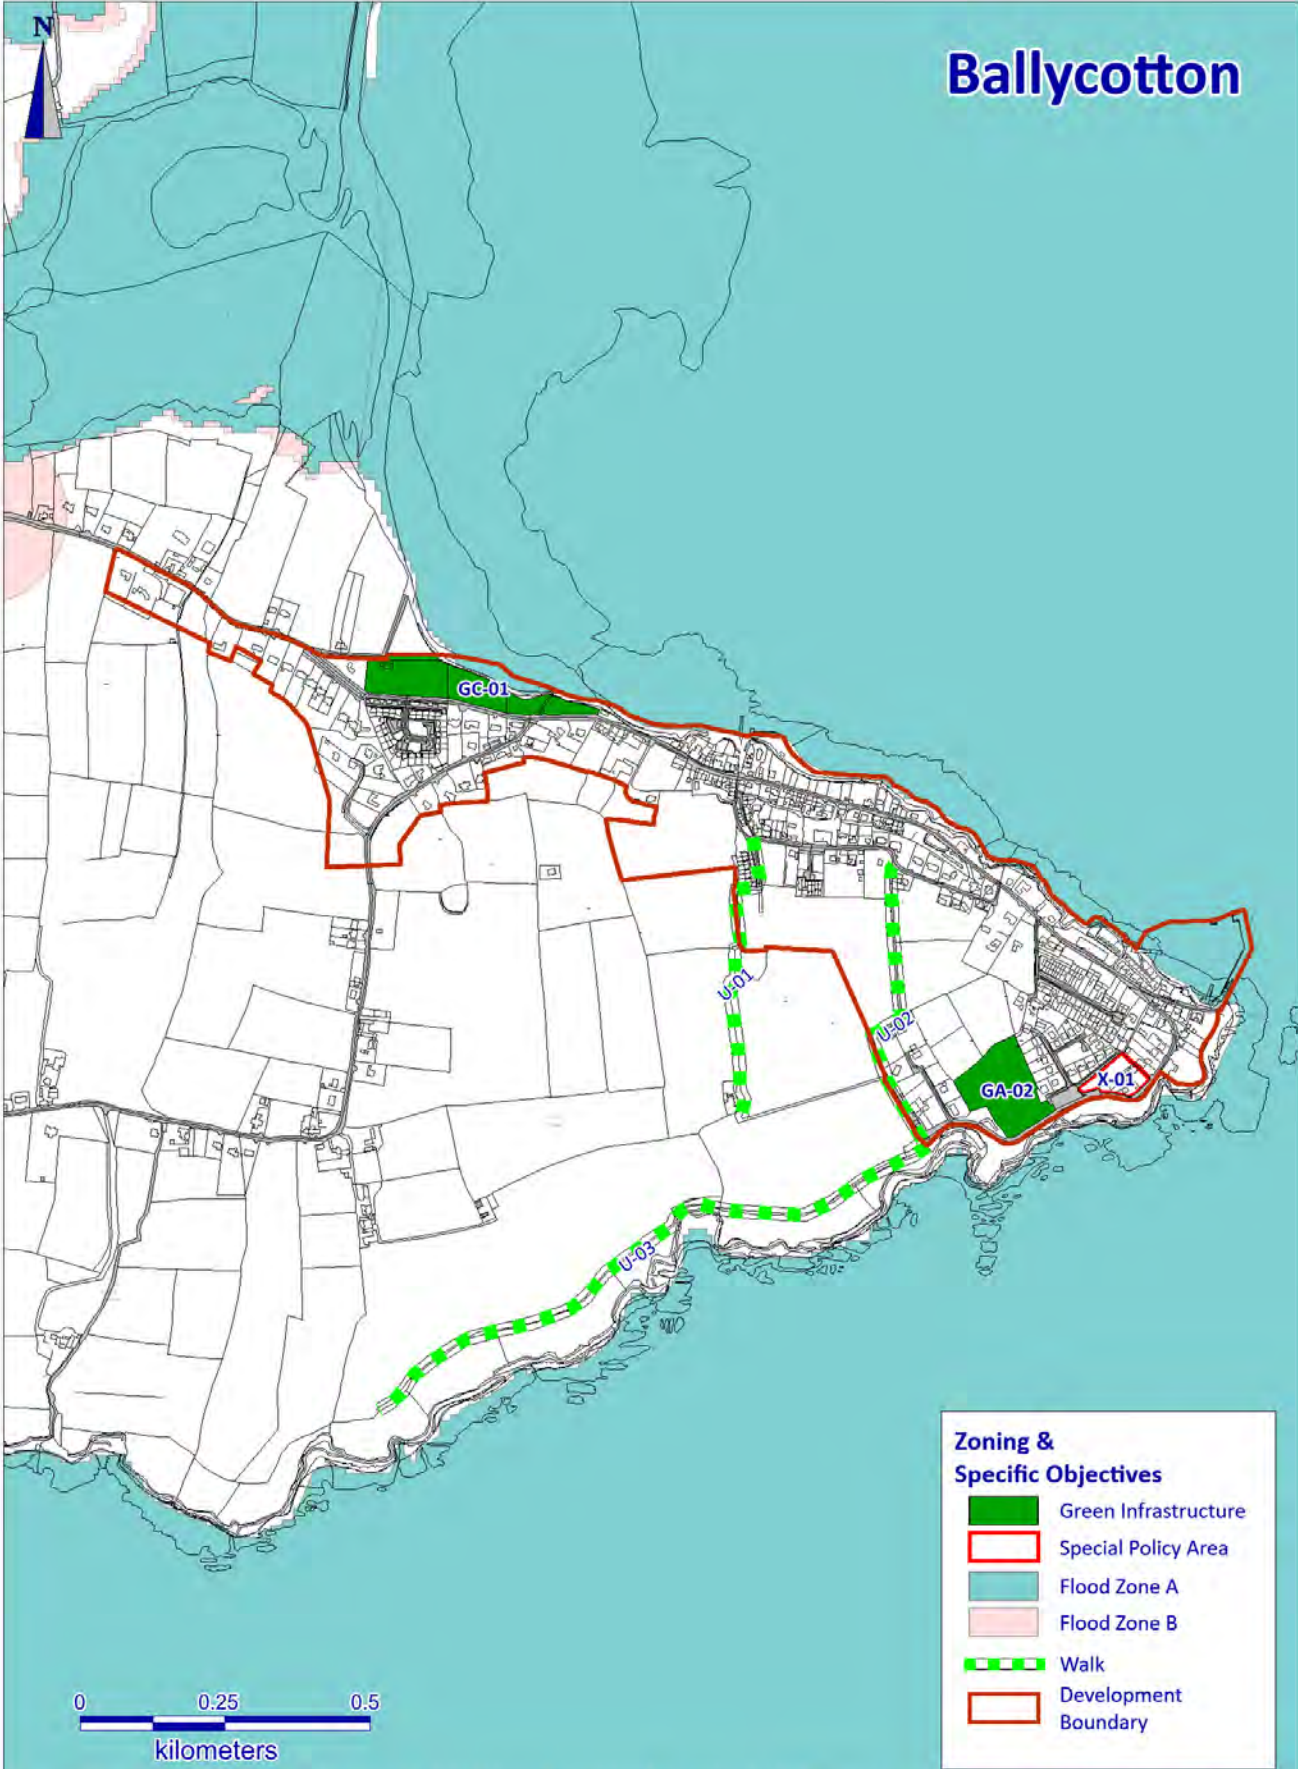 N
Ballycotton
GC-01
U-01
U-02
GA-02
X-01
U-03
Zoning &
Specific Objectives
Green Infrastructure
Special Policy Area
Flood Zone A
Flood Zone B
Walk
Development
Boundary
0 0.25 0.5
kilometers